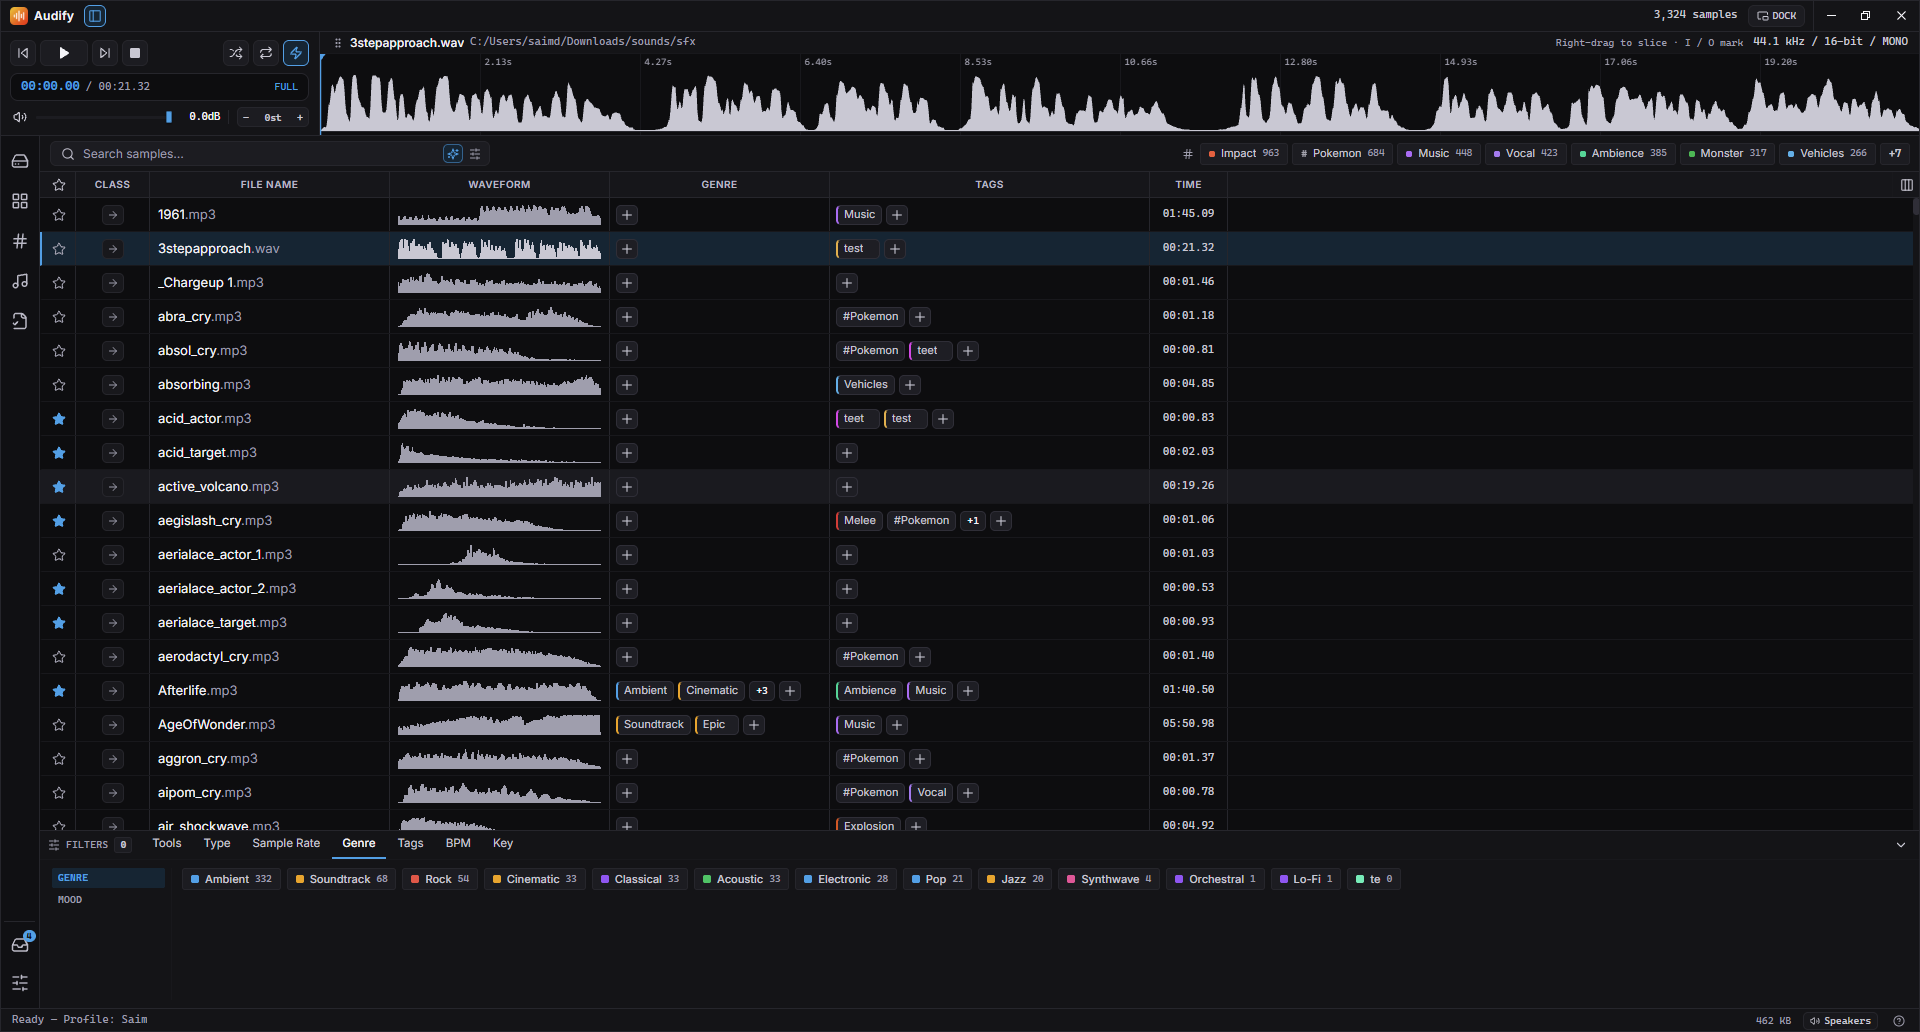 Audify
3,324 samples
DOCK
3stepapproach.wav C:/Users/saimd/Downloads/sounds/sfx
Right-drag to slice · I / O mark 44.1 kHz / 16-bit / MONO
2.13s 4.27s 6.40s 8.53s 10.66s 12.80s 14.93s 17.06s 19.20s
00:00.00 / 00:21.32 FULL
0.0dB − 0st +
Search samples...
# Impact 963 # Pokemon 684 Music 448 Vocal 423 Ambience 385 Monster 317 Vehicles 266 +7
CLASS FILE NAME WAVEFORM GENRE TAGS TIME
1961.mp3 + Music + 01:45.09
3stepapproach.wav + test + 00:21.32
_Chargeup 1.mp3 + + 00:01.46
abra_cry.mp3 + #Pokemon + 00:01.18
absol_cry.mp3 + #Pokemon teet + 00:00.81
absorbing.mp3 + Vehicles + 00:04.85
acid_actor.mp3 + teet test + 00:00.83
acid_target.mp3 + + 00:02.03
active_volcano.mp3 + + 00:19.26
aegislash_cry.mp3 + Melee #Pokemon +1 + 00:01.06
aerialace_actor_1.mp3 + + 00:01.03
aerialace_actor_2.mp3 + + 00:00.53
aerialace_target.mp3 + + 00:00.93
aerodactyl_cry.mp3 + #Pokemon + 00:01.40
Afterlife.mp3 Ambient Cinematic +3 + Ambience Music + 01:40.50
AgeOfWonder.mp3 Soundtrack Epic + Music + 05:50.98
aggron_cry.mp3 + #Pokemon + 00:01.37
aipom_cry.mp3 + #Pokemon Vocal + 00:00.78
air_shockwave.mp3 + Explosion + 00:04.92
FILTERS 0 Tools Type Sample Rate Genre Tags BPM Key
GENRE
MOOD
Ambient 332 Soundtrack 68 Rock 54 Cinematic 33 Classical 33 Acoustic 33 Electronic 28 Pop 21 Jazz 20 Synthwave 4 Orchestral 1 Lo-Fi 1 te 0
4
Ready — Profile: Saim
462 KB Speakers